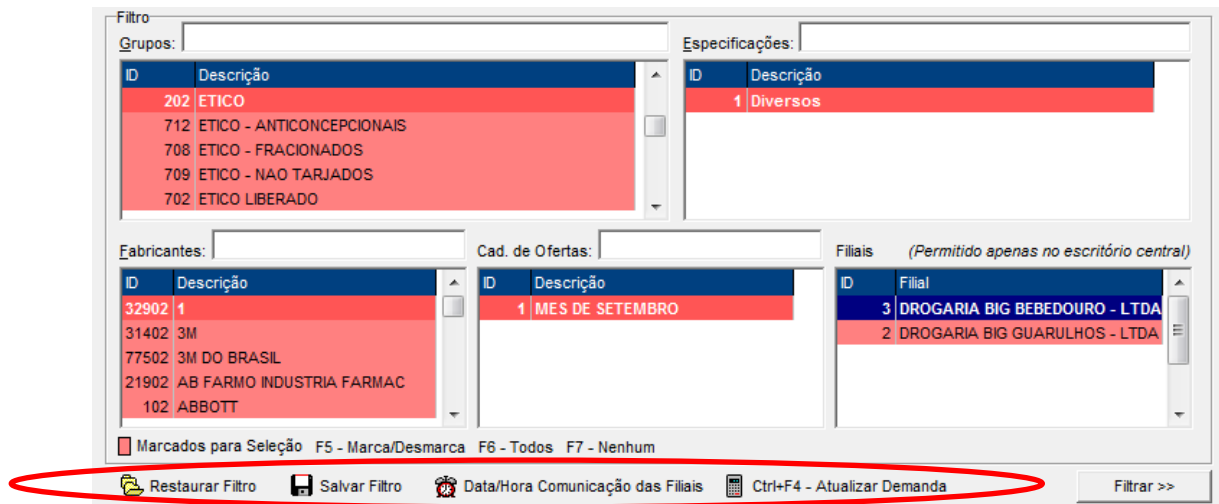 Filtro
Grupos:
Especificações:
ID Descrição
202 ETICO
712 ETICO - ANTICONCEPCIONAIS
708 ETICO - FRACIONADOS
709 ETICO - NAO TARJADOS
702 ETICO LIBERADO
ID Descrição
1 Diversos
Fabricantes:
Cad. de Ofertas:
Filiais (Permitido apenas no escritório central)
ID Descrição
32902 1
31402 3M
77502 3M DO BRASIL
21902 AB FARMO INDUSTRIA FARMAC
102 ABBOTT
ID Descrição
1 MES DE SETEMBRO
ID Filial
3 DROGARIA BIG BEBEDOURO - LTDA
2 DROGARIA BIG GUARULHOS - LTDA
Marcados para Seleção F5 - Marca/Desmarca F6 - Todos F7 - Nenhum
Restaurar Filtro Salvar Filtro Data/Hora Comunicação das Filiais Ctrl+F4 - Atualizar Demanda Filtrar >>